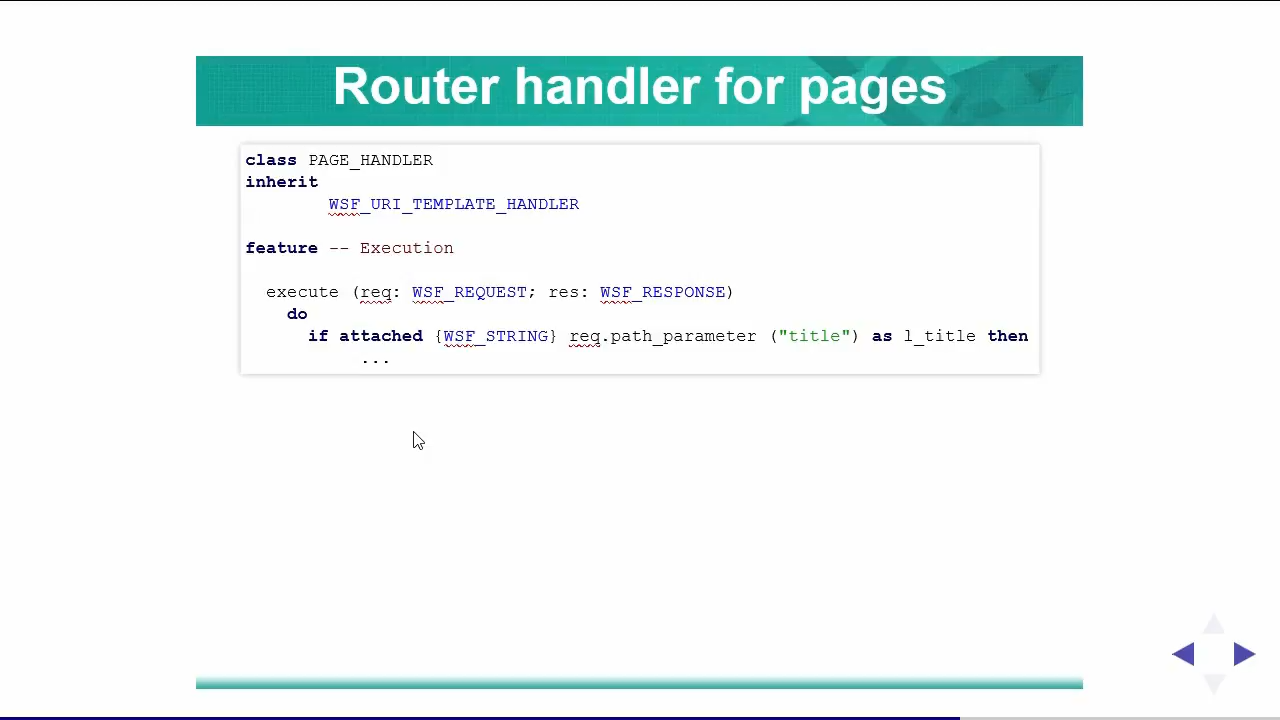 Router handler for pages
class PAGE_HANDLER
inherit
WSF_URI_TEMPLATE_HANDLER
feature -- Execution
execute (req: WSF_REQUEST; res: WSF_RESPONSE)
do
if attached {WSF_STRING} req.path_parameter ("title") as l_title then
...